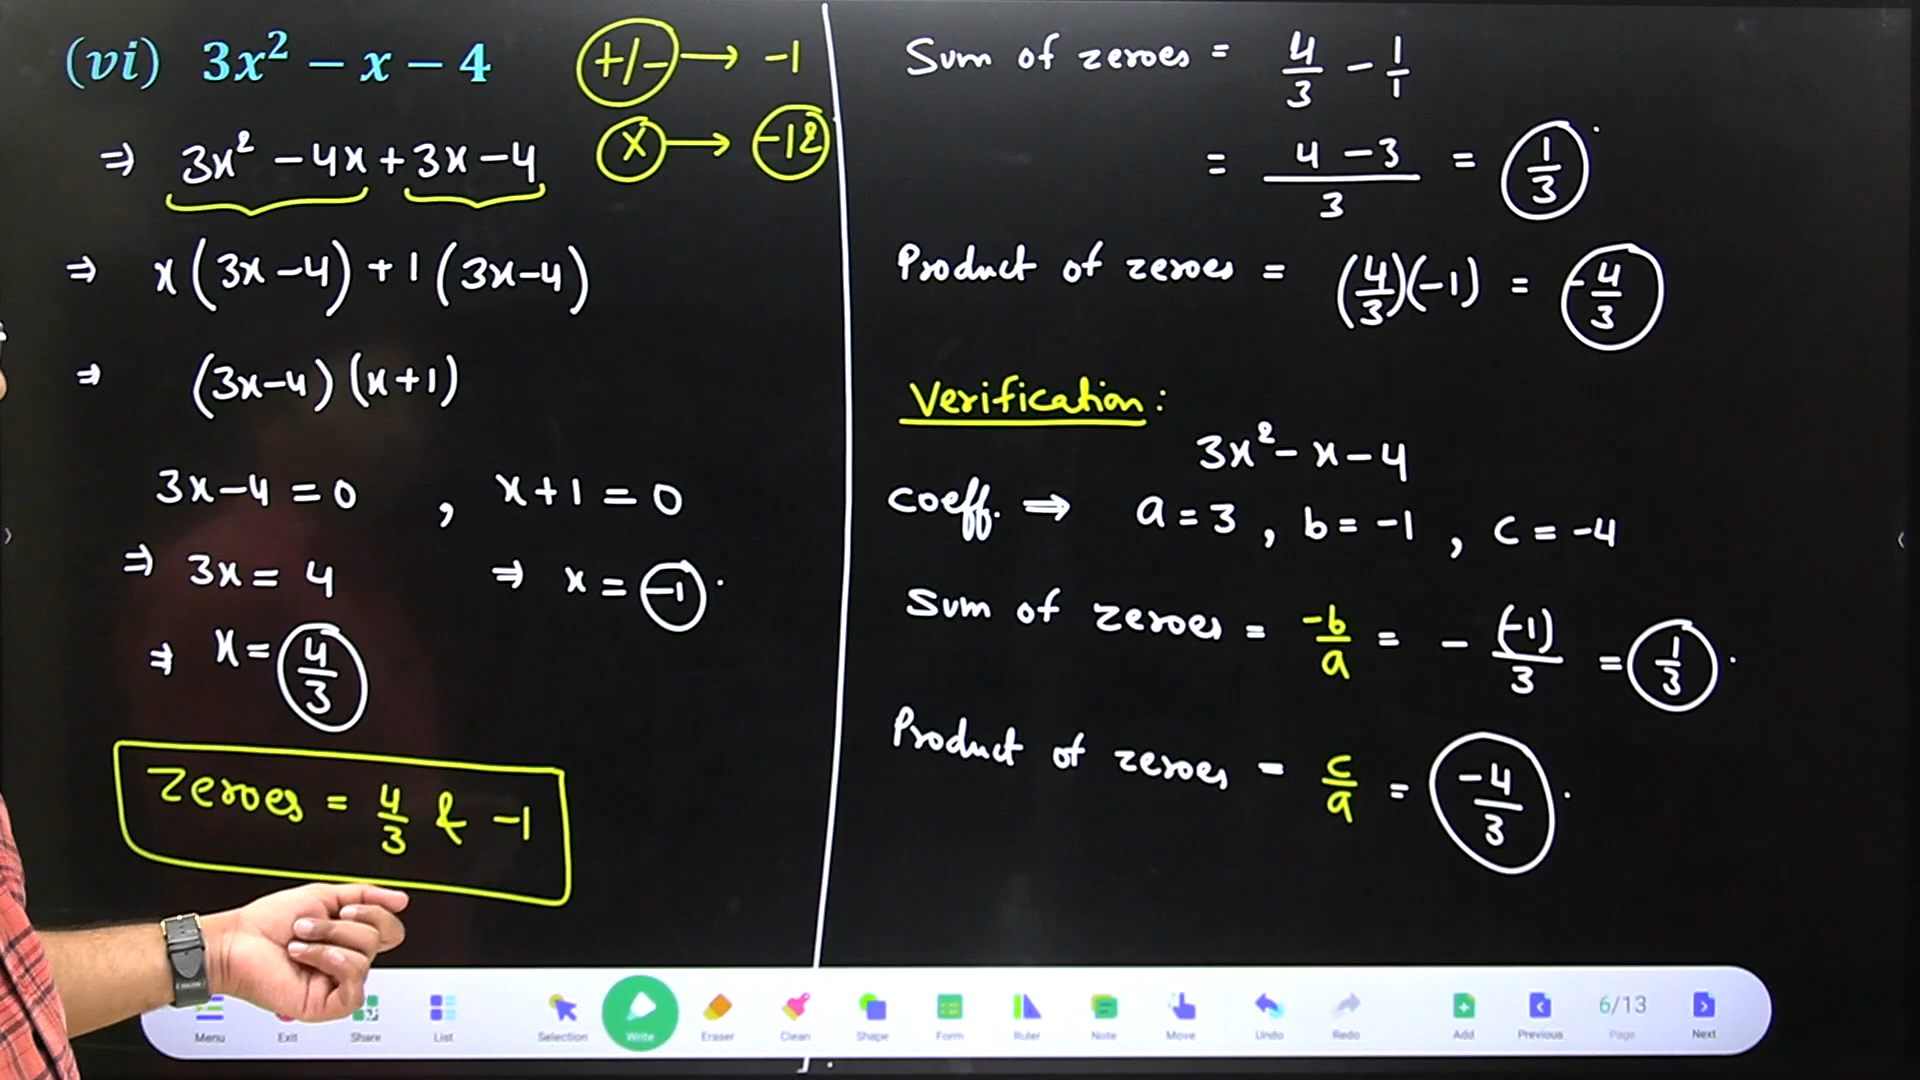 (vi) 3x² − x − 4
+/- → -1
x → -12
⇒ 3x² - 4x + 3x - 4
⇒ x(3x-4) + 1(3x-4)
⇒ (3x-4)(x+1)
3x-4 = 0 , x+1 = 0
⇒ 3x = 4 ⇒ x = -1
⇒ x = 4/3
Zeroes = 4/3 & -1
Sum of zeroes = 4/3 - 1/1
= 4-3/3 = 1/3
Product of zeroes = (4/3)(-1) = -4/3
Verification:
3x² - x - 4
coeff. ⇒ a = 3, b = -1, c = -4
Sum of zeroes = -b/a = -(-1)/3 = 1/3
Product of zeroes = c/a = -4/3
Menu Exit Share List Selection Write Eraser Clean Shape Form Ruler Note Move Undo Redo Add Previous 6/13 Page Next